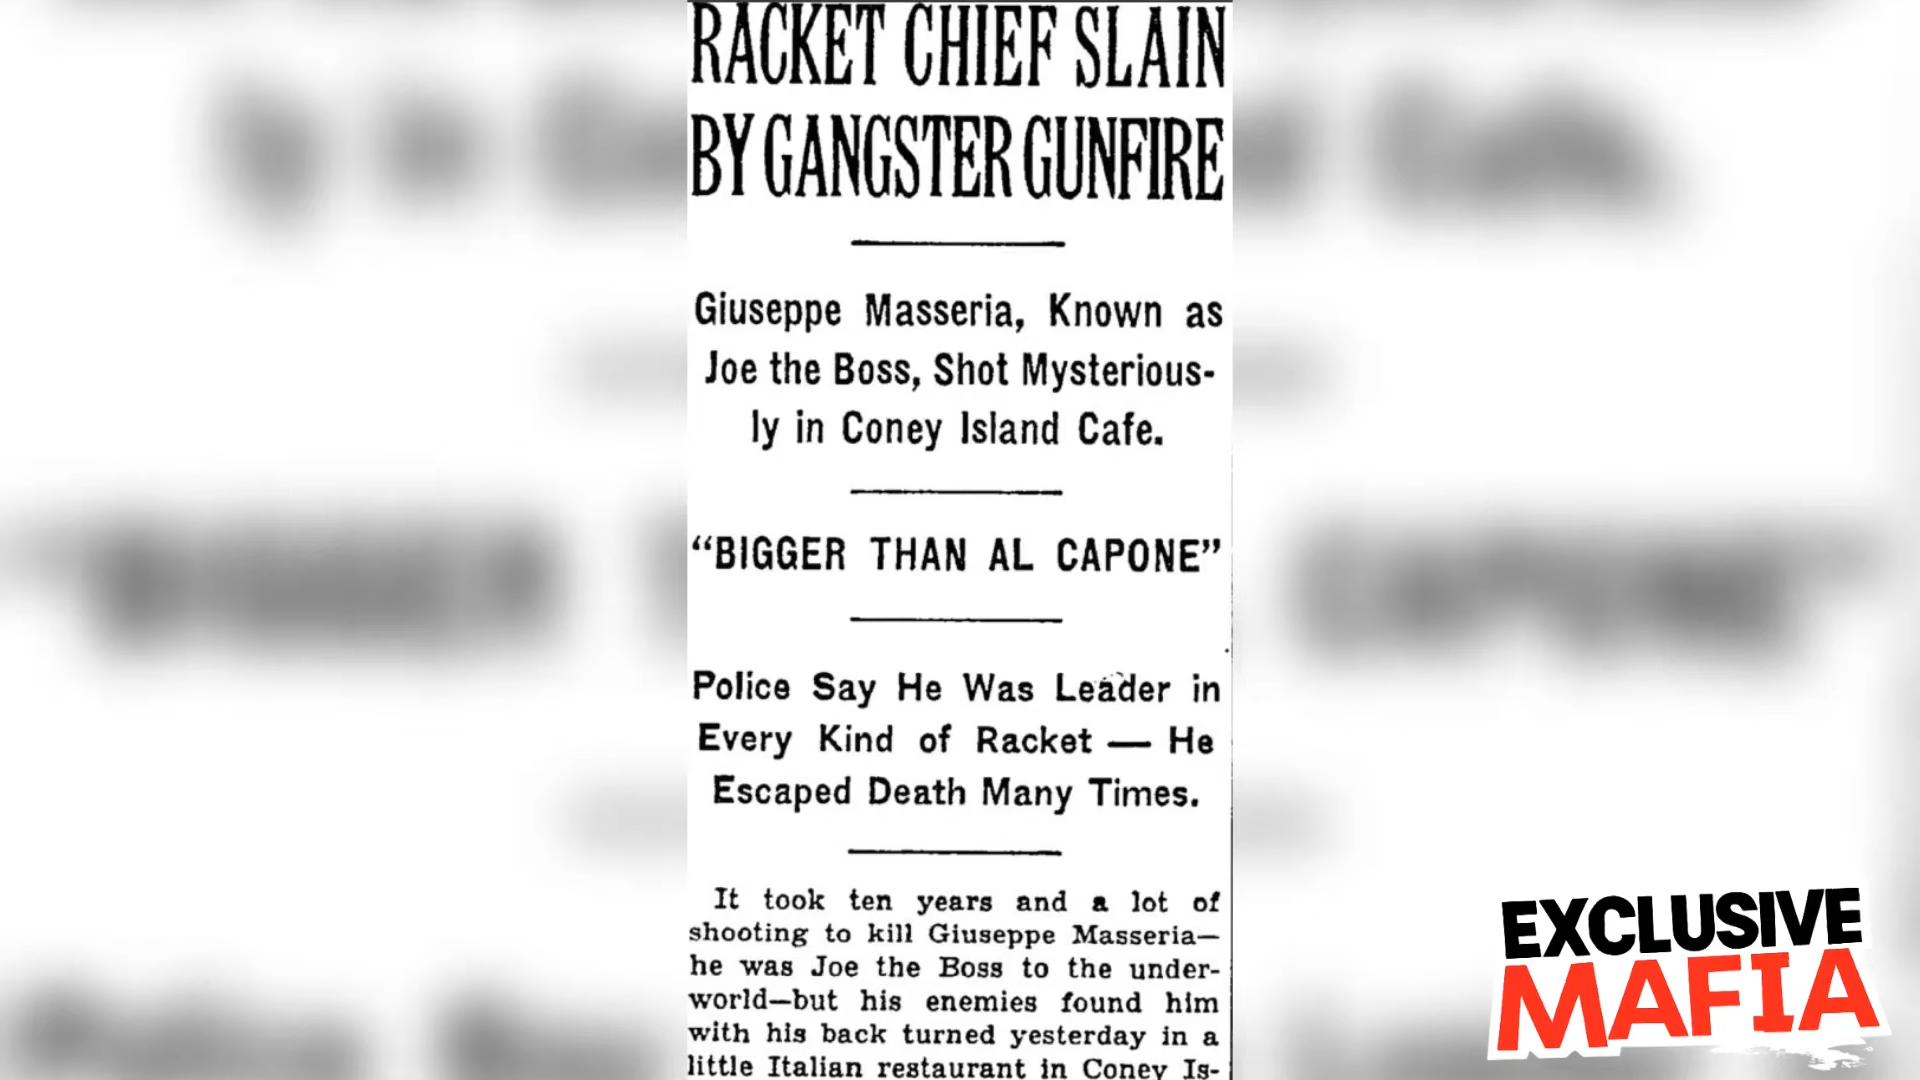 RACKET CHIEF SLAIN
BY GANGSTER GUNFIRE
Giuseppe Masseria, Known as
Joe the Boss, Shot Mysterious-
ly in Coney Island Cafe.
"BIGGER THAN AL CAPONE"
Police Say He Was Leader in
Every Kind of Racket — He
Escaped Death Many Times.
It took ten years and a lot of
shooting to kill Giuseppe Masseria—
he was Joe the Boss to the under-
world—but his enemies found him
with his back turned yesterday in a
little Italian restaurant in Coney Is-
EXCLUSIVE
MAFIA